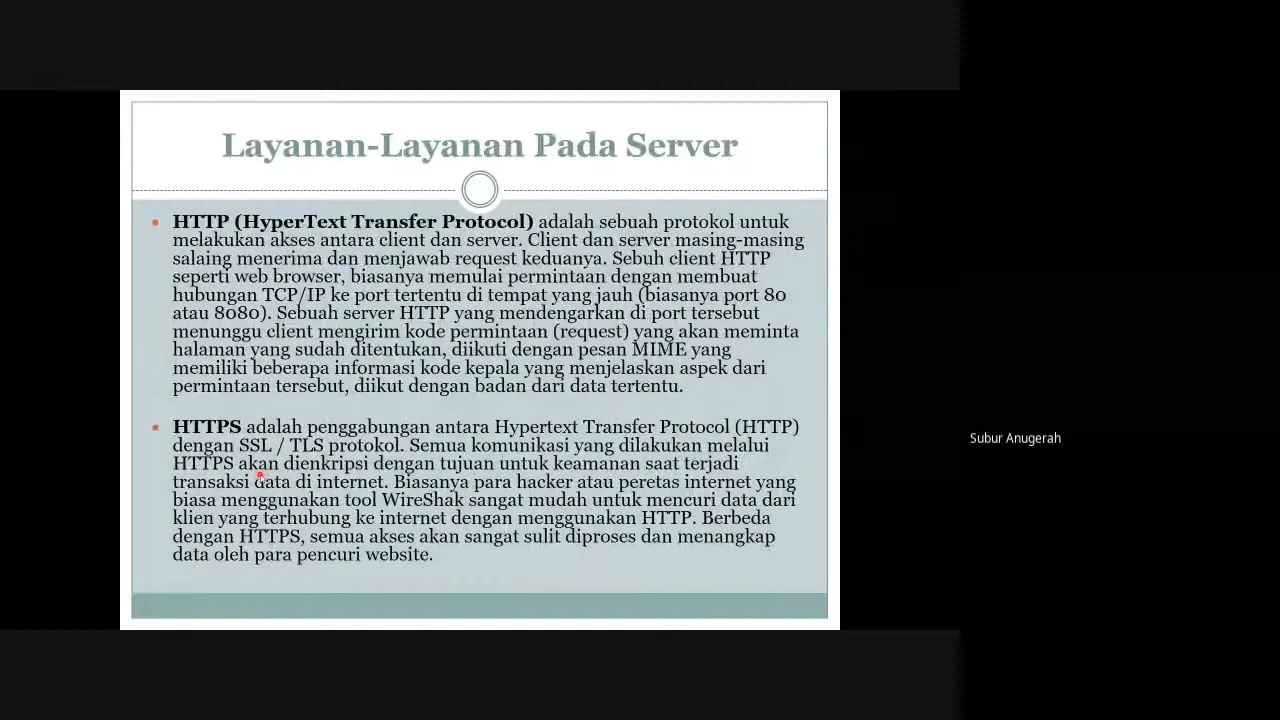 Layanan-Layanan Pada Server
• HTTP (HyperText Transfer Protocol) adalah sebuah protokol untuk
melakukan akses antara client dan server. Client dan server masing-masing
salaing menerima dan menjawab request keduanya. Sebuh client HTTP
seperti web browser, biasanya memulai permintaan dengan membuat
hubungan TCP/IP ke port tertentu di tempat yang jauh (biasanya port 80
atau 8080). Sebuah server HTTP yang mendengarkan di port tersebut
menunggu client mengirim kode permintaan (request) yang akan meminta
halaman yang sudah ditentukan, diikuti dengan pesan MIME yang
memiliki beberapa informasi kode kepala yang menjelaskan aspek dari
permintaan tersebut, diikut dengan badan dari data tertentu.
• HTTPS adalah penggabungan antara Hypertext Transfer Protocol (HTTP)
dengan SSL / TLS protokol. Semua komunikasi yang dilakukan melalui
HTTPS akan dienkripsi dengan tujuan untuk keamanan saat terjadi
transaksi data di internet. Biasanya para hacker atau peretas internet yang
biasa menggunakan tool WireShak sangat mudah untuk mencuri data dari
klien yang terhubung ke internet dengan menggunakan HTTP. Berbeda
dengan HTTPS, semua akses akan sangat sulit diproses dan menangkap
data oleh para pencuri website.
Subur Anugerah